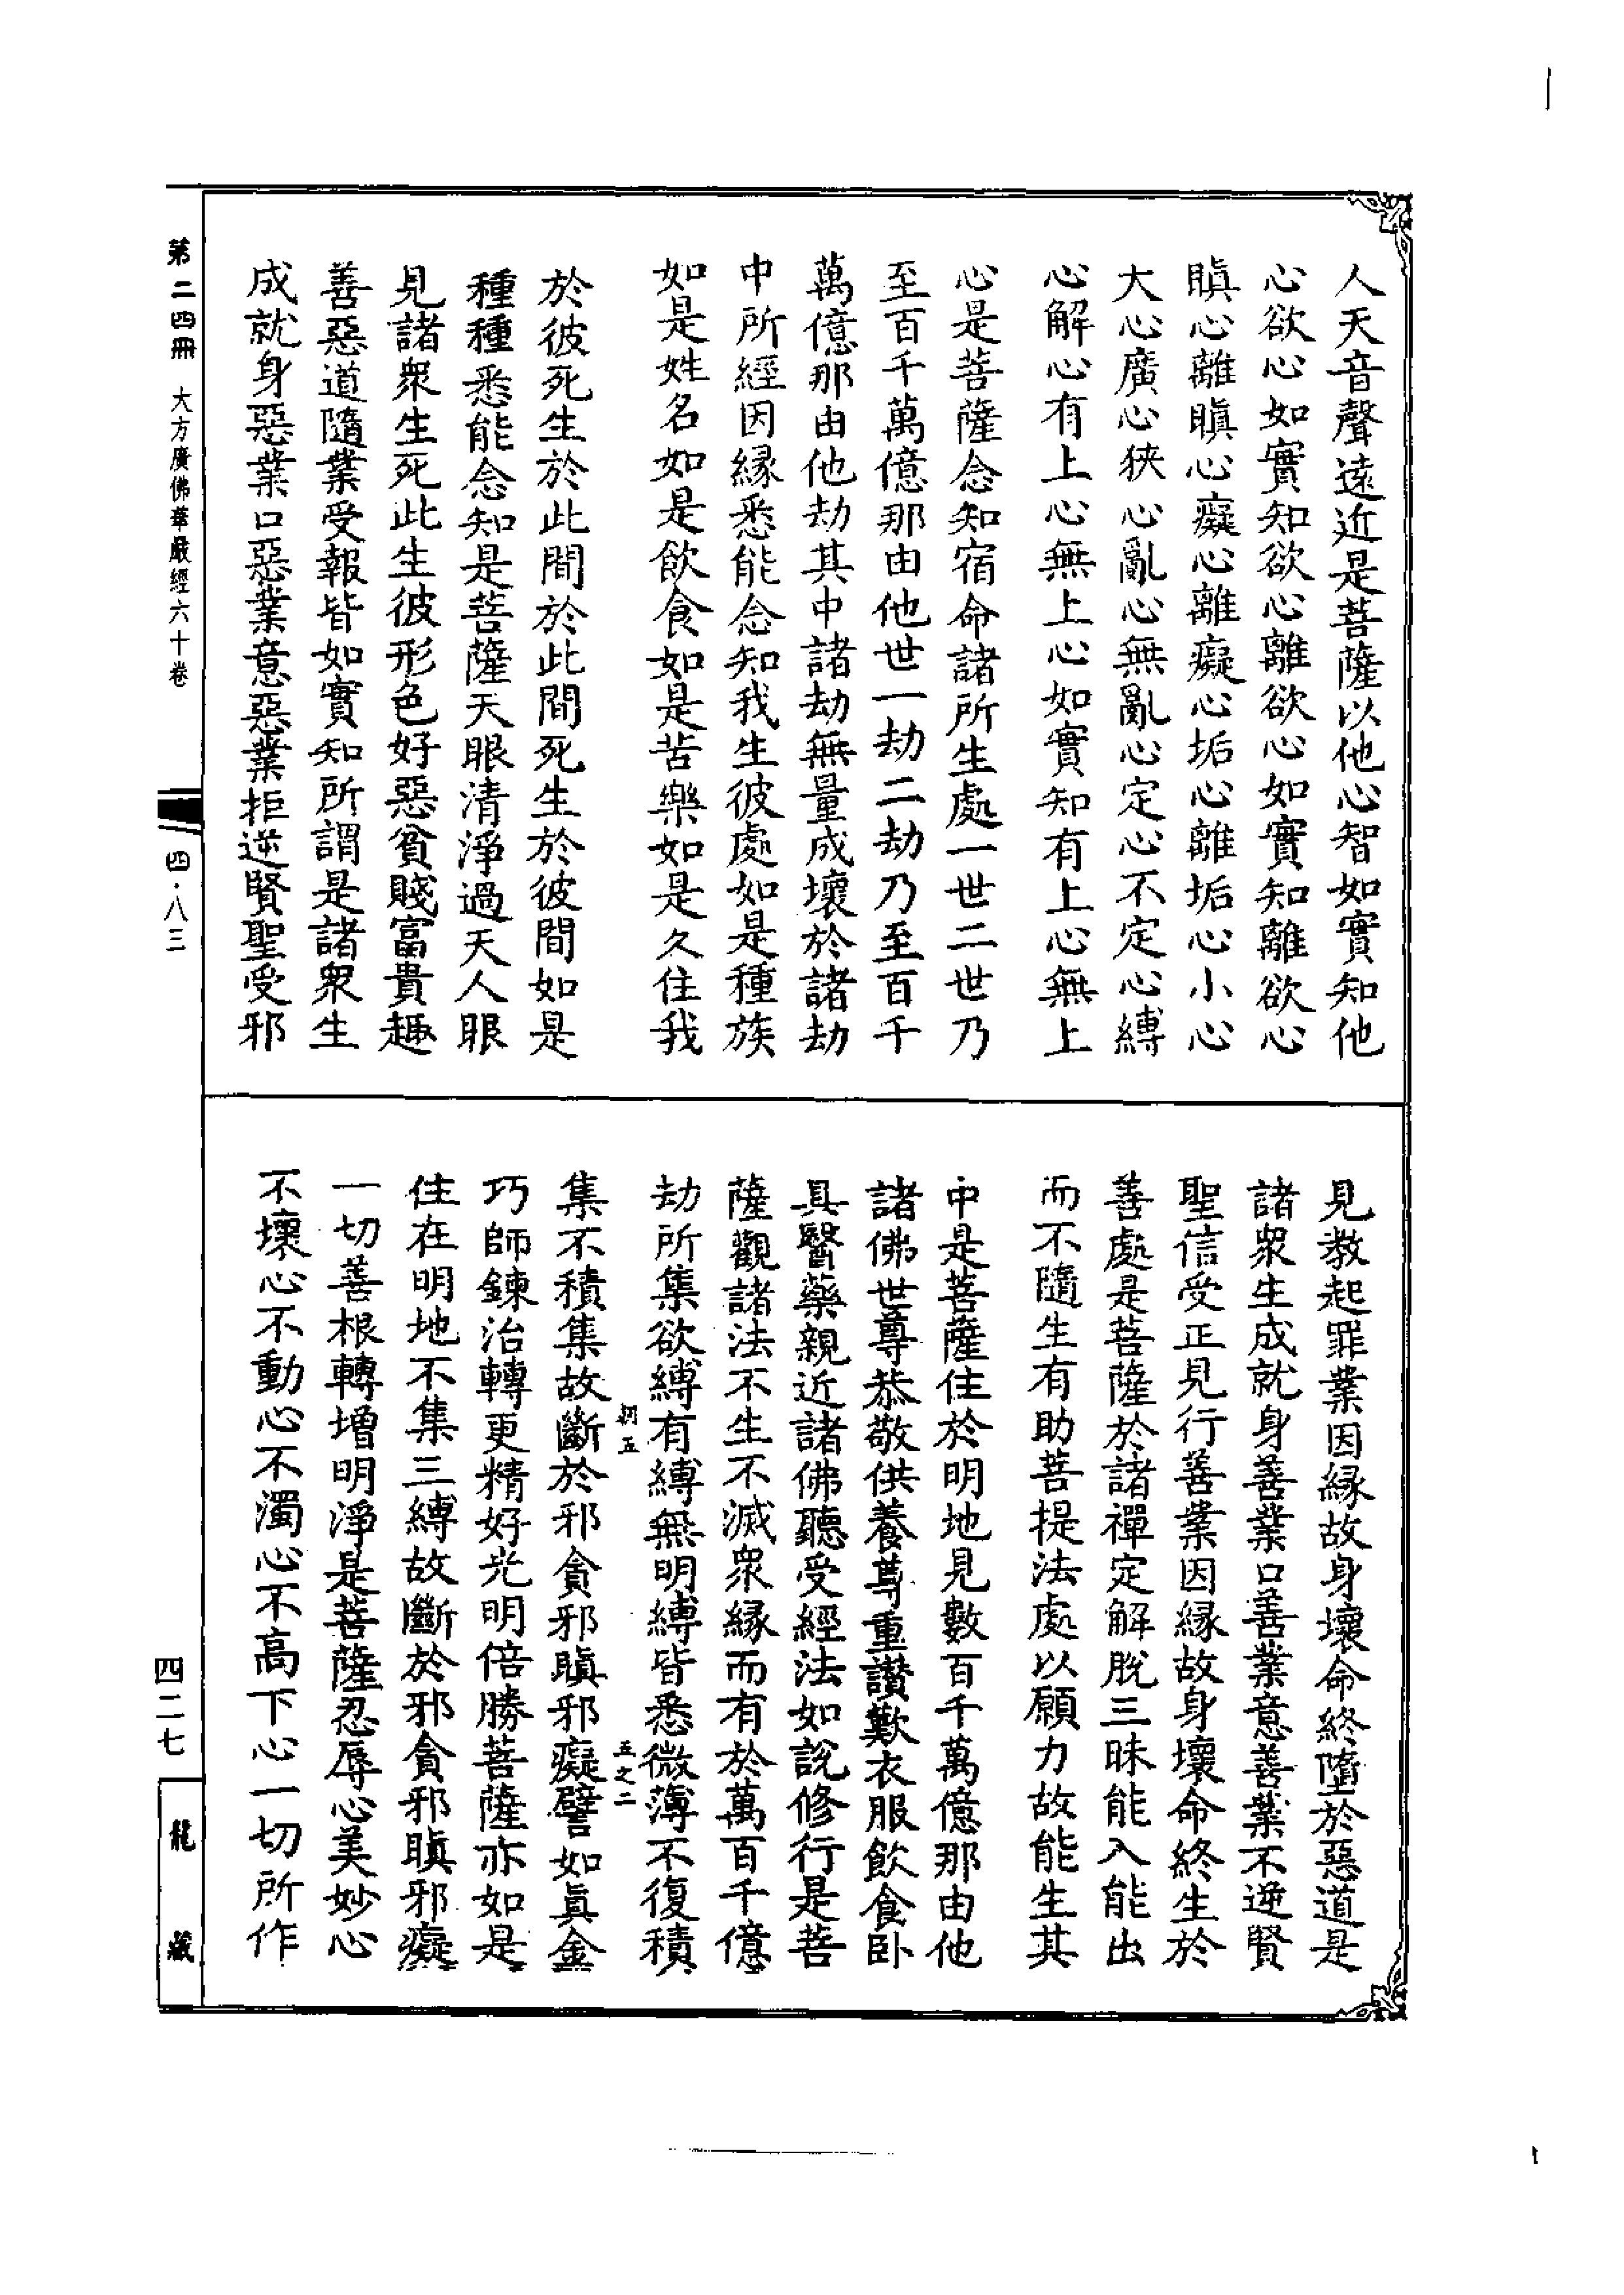 人天音聲遠近是菩薩以他心智如實知他
心欲心如實知欲心離欲心如實知離欲心
瞋心離瞋心癡心離癡心垢心離垢心小心
大心廣心狹心亂心無亂心定心不定心縛
心解心有上心無上心如實知有上心無上
心是菩薩念知宿命諸所生處一世二世乃
至百千萬億那由他世一劫二劫乃至百千
萬億那由他劫其中諸劫無量成壞於諸劫
中所經因緣悉能念知我生彼處如是種族
如是姓名如是飲食如是苦樂如是久住我
於彼死生於此間於此間死生於彼間如是
種種悉能念知是菩薩天眼清淨過天人眼
見諸衆生死此生彼形色好惡貧賤富貴趣
善惡道隨業受報皆如實知所謂是諸衆生
成就身惡業口惡業意惡業拒逆賢聖受邪
見教起罪業因緣故身壞命終墮於惡道是
諸衆生成就身善業口善業意善業不逆賢
聖信受正見行善業因緣故身壞命終生於
善處是菩薩於諸禪定解脫三昧能入能出
而不隨生有助菩提法處以願力故能生其
中是菩薩住於明地見數百千萬億那由他
諸佛世尊恭敬供養尊重讚歎衣服飲食臥
具醫藥親近諸佛聽受經法如說修行是菩
薩觀諸法不生不滅衆緣而有於萬百千億
劫所集欲縛有縛無明縛皆悉微薄不復積
五 五之二
集不積集故斷於邪貪邪瞋邪癡譬如真金
巧師鍊治轉更精好光明倍勝菩薩亦如是
住在明地不集三縛故斷於邪貪邪瞋邪癡
一切善根轉增明淨是菩薩忍辱心美妙心
不壞心不動心不濁心不高下心一切所作
第二四冊 大方廣佛華嚴經六十卷
四·八三
四二七
龍藏